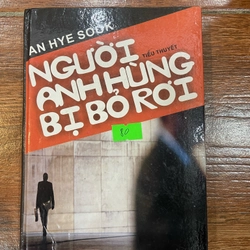 AN HYE SOOK
NGƯỜI
TIỂU THUYẾT
ANH HÙNG
BỊ BỎ RƠI
80